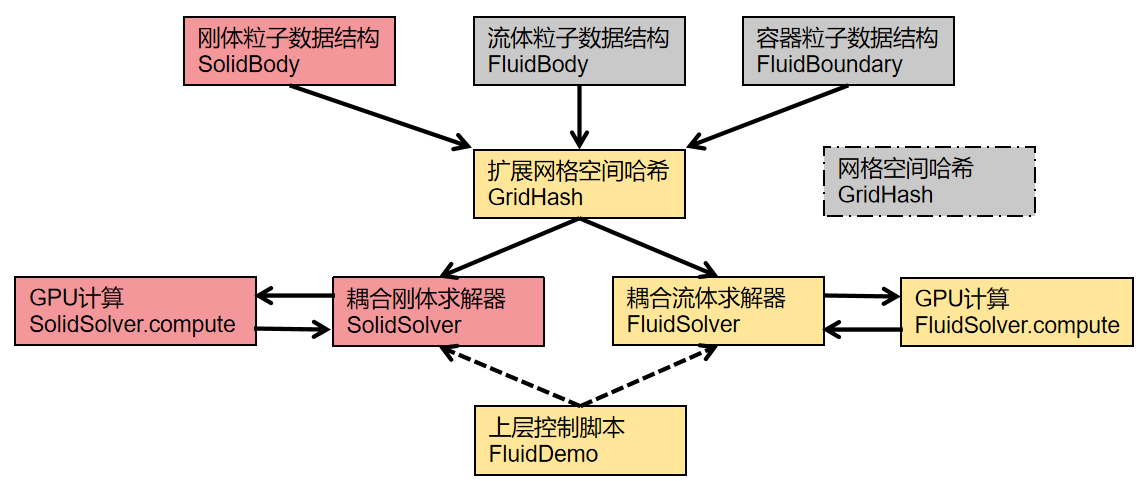 刚体粒子数据结构
SolidBody
流体粒子数据结构
FluidBody
容器粒子数据结构
FluidBoundary
扩展网格空间哈希
GridHash
网格空间哈希
GridHash
GPU计算
SolidSolver.compute
耦合刚体求解器
SolidSolver
耦合流体求解器
FluidSolver
GPU计算
FluidSolver.compute
上层控制脚本
FluidDemo